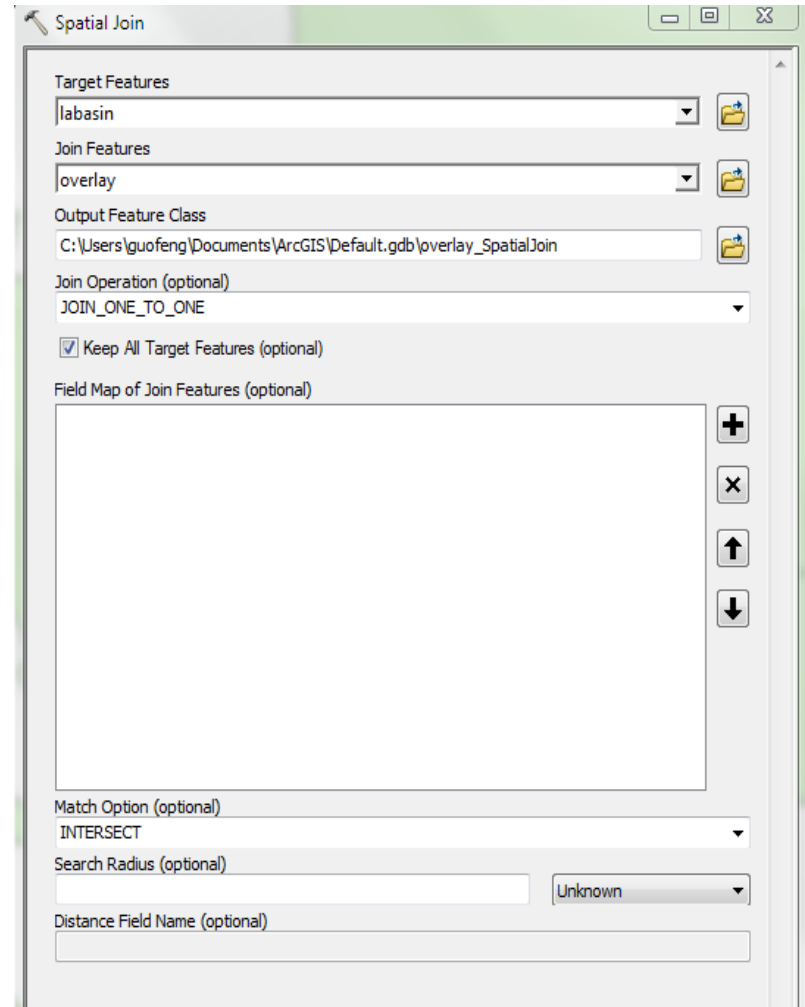 Spatial Join
Target Features
labasin
Join Features
overlay
Output Feature Class
C:\Users\guofeng\Documents\ArcGIS\Default.gdb\overlay_SpatialJoin
Join Operation (optional)
JOIN_ONE_TO_ONE
Keep All Target Features (optional)
Field Map of Join Features (optional)
Match Option (optional)
INTERSECT
Search Radius (optional)
Unknown
Distance Field Name (optional)